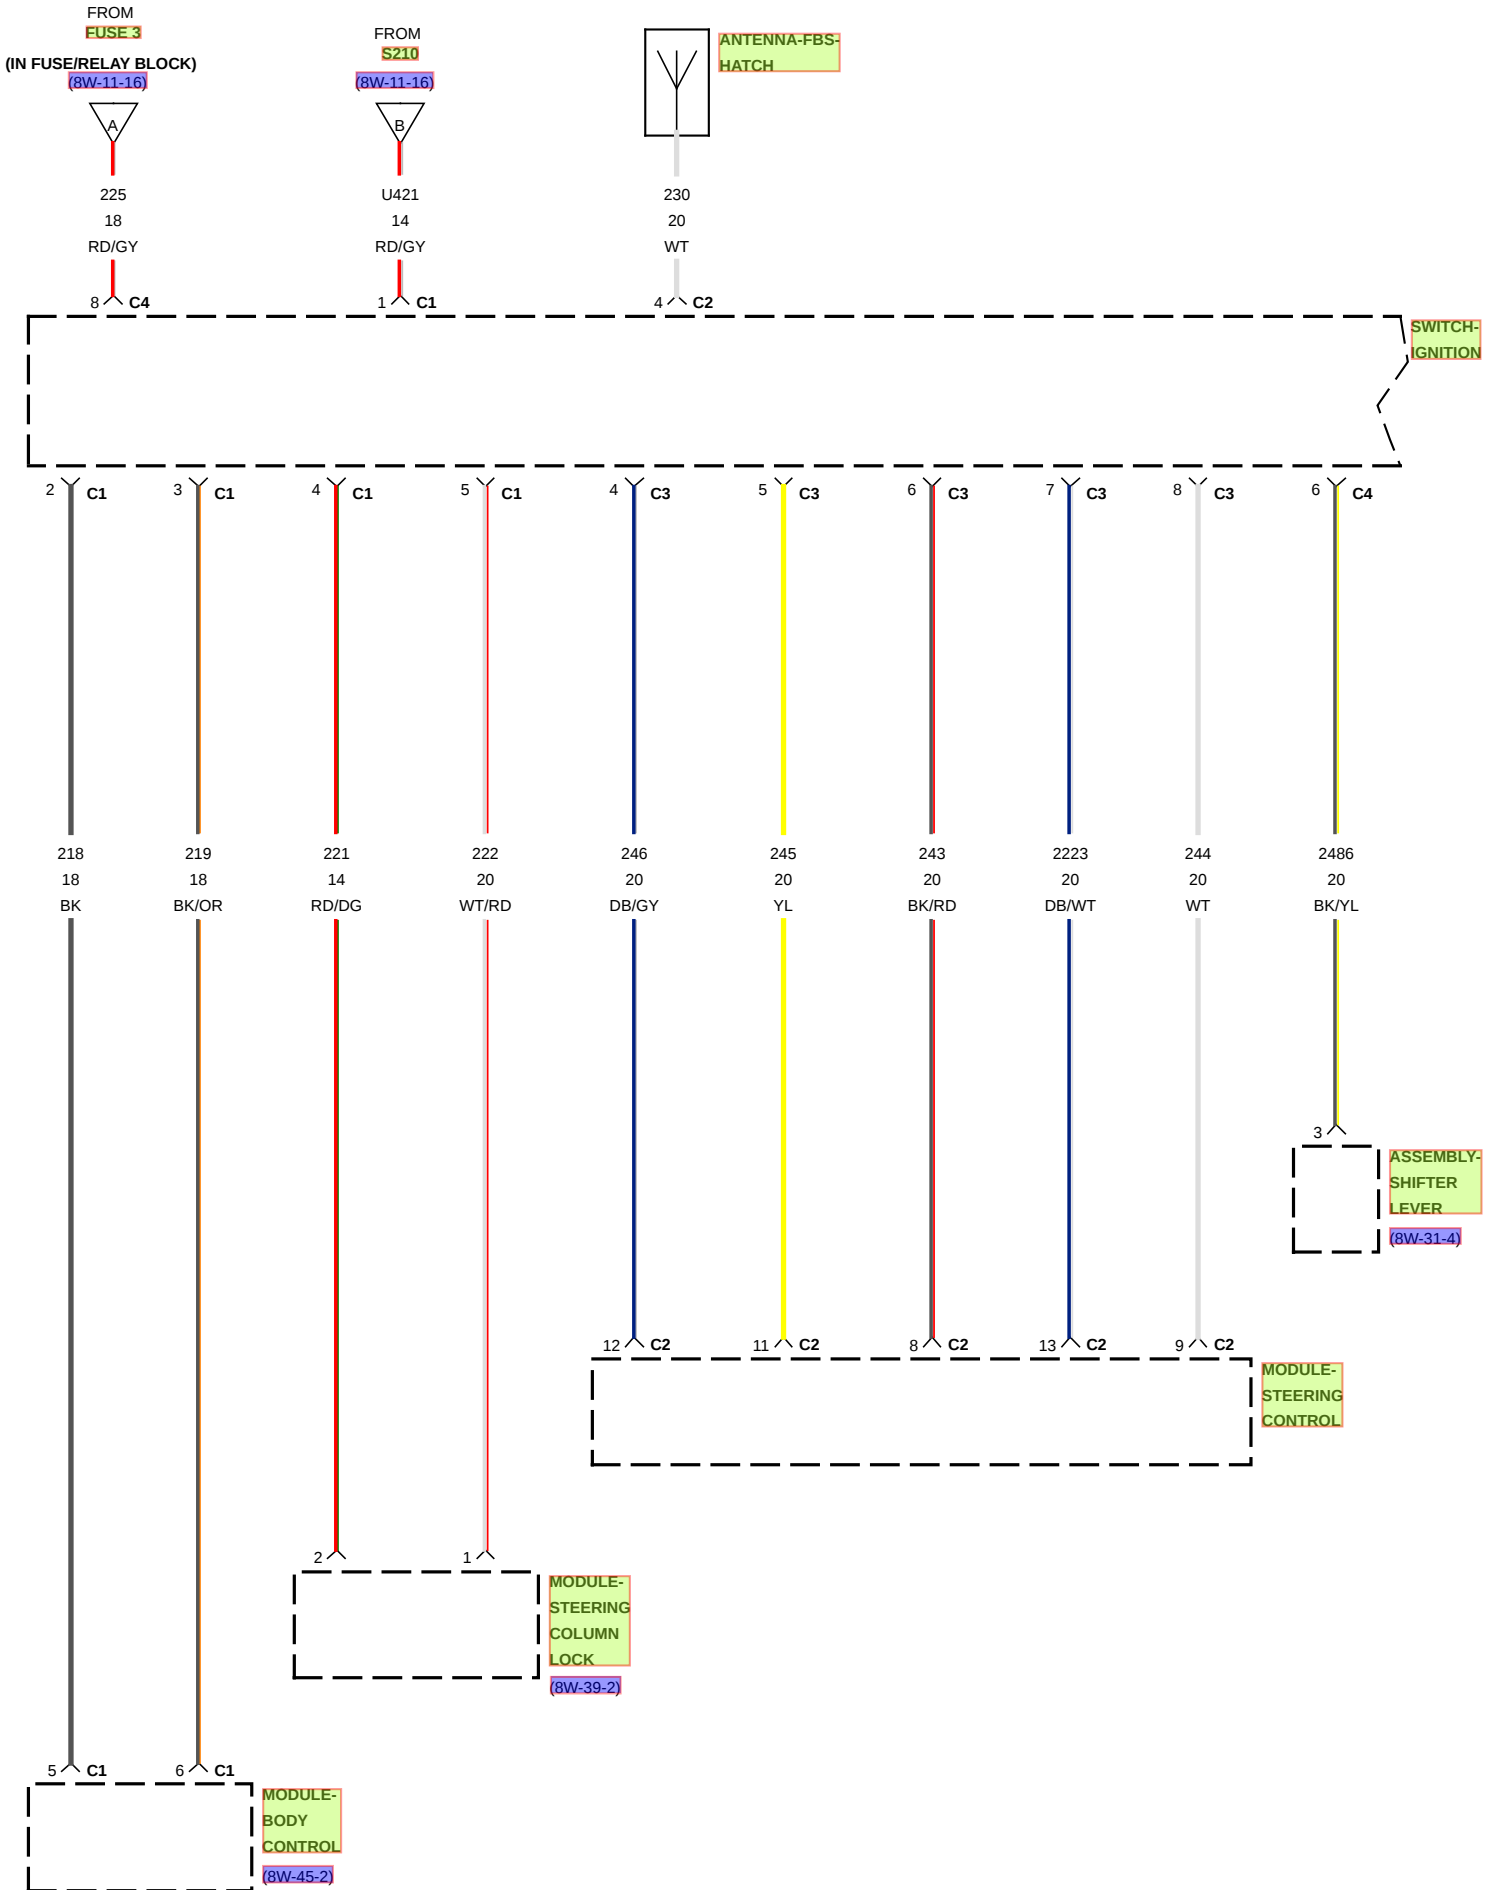 FROM
FUSE 3
(IN FUSE/RELAY BLOCK)
(8W-11-16)
A
225
18
RD/GY
8 C4
FROM
S210
(8W-11-16)
B
U421
14
RD/GY
1 C1
ANTENNA-FBS-
HATCH
230
20
WT
4 C2
SWITCH-
IGNITION
2 C1
3 C1
4 C1
5 C1
4 C3
5 C3
6 C3
7 C3
8 C3
6 C4
218
18
BK
219
18
BK/OR
221
14
RD/DG
222
20
WT/RD
246
20
DB/GY
245
20
YL
243
20
BK/RD
2223
20
DB/WT
244
20
WT
2486
20
BK/YL
3
ASSEMBLY-
SHIFTER
LEVER
(8W-31-4)
12 C2
11 C2
8 C2
13 C2
9 C2
MODULE-
STEERING
CONTROL
2
1
MODULE-
STEERING
COLUMN
LOCK
(8W-39-2)
5 C1
6 C1
MODULE-
BODY
CONTROL
(8W-45-2)